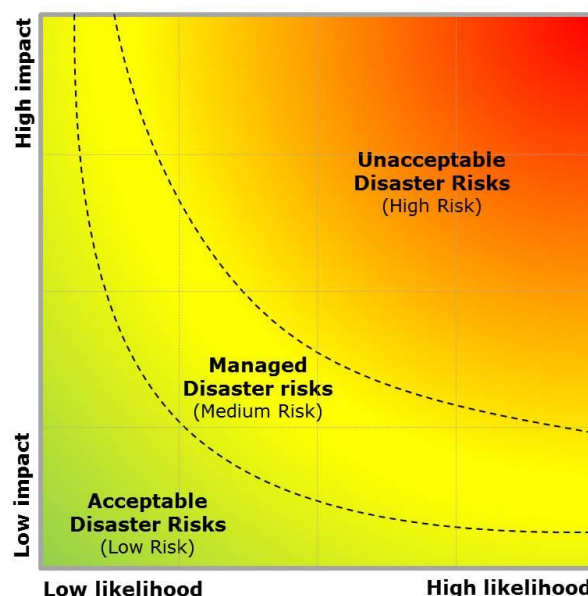 High impact
Unacceptable
Disaster Risks
(High Risk)
Managed
Disaster risks
(Medium Risk)
Low impact
Acceptable
Disaster Risks
(Low Risk)
Low likelihood
High likelihood